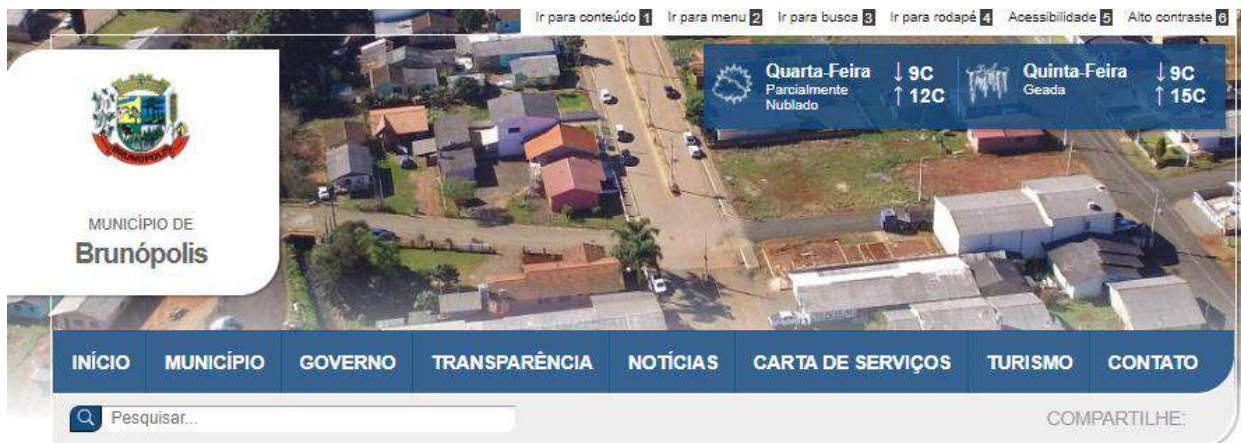 Ir para conteúdo 1 Ir para menu 2 Ir para busca 3 Ir para rodapé 4 Acessibilidade 5 Alto contraste 6
Quarta-Feira
Parcialmente
Nublado
↓ 9C
↑ 12C
Quinta-Feira
Geada
↓ 9C
↑ 15C
BRUNÓPOLIS
MUNICÍPIO DE
Brunópolis
INÍCIO MUNICÍPIO GOVERNO TRANSPARÊNCIA NOTÍCIAS CARTA DE SERVIÇOS TURISMO CONTATO
Pesquisar...
COMPARTILHE: